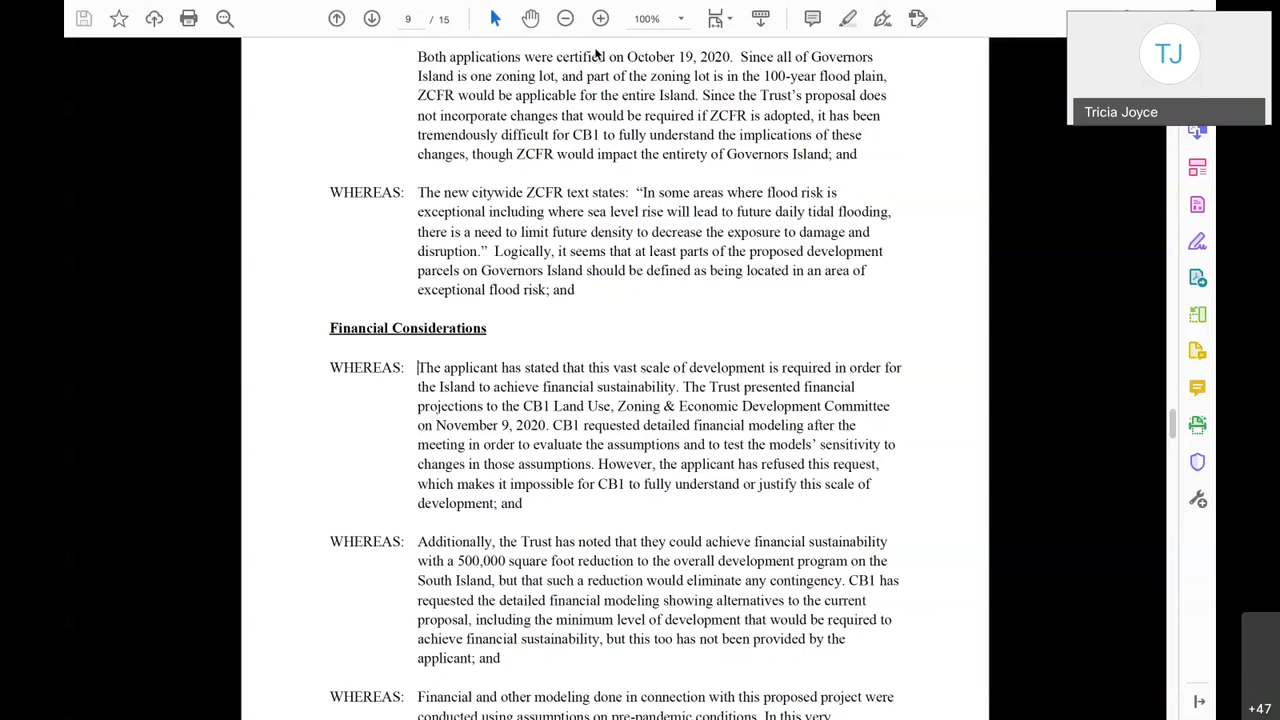 9 / 15
100%
TJ
Tricia Joyce
Both applications were certified on October 19, 2020. Since all of Governors
Island is one zoning lot, and part of the zoning lot is in the 100-year flood plain,
ZCFR would be applicable for the entire Island. Since the Trust's proposal does
not incorporate changes that would be required if ZCFR is adopted, it has been
tremendously difficult for CB1 to fully understand the implications of these
changes, though ZCFR would impact the entirety of Governors Island; and
WHEREAS: The new citywide ZCFR text states: “In some areas where flood risk is
exceptional including where sea level rise will lead to future daily tidal flooding,
there is a need to limit future density to decrease the exposure to damage and
disruption.” Logically, it seems that at least parts of the proposed development
parcels on Governors Island should be defined as being located in an area of
exceptional flood risk; and
Financial Considerations
WHEREAS: The applicant has stated that this vast scale of development is required in order for
the Island to achieve financial sustainability. The Trust presented financial
projections to the CB1 Land Use, Zoning & Economic Development Committee
on November 9, 2020. CB1 requested detailed financial modeling after the
meeting in order to evaluate the assumptions and to test the models' sensitivity to
changes in those assumptions. However, the applicant has refused this request,
which makes it impossible for CB1 to fully understand or justify this scale of
development; and
WHEREAS: Additionally, the Trust has noted that they could achieve financial sustainability
with a 500,000 square foot reduction to the overall development program on the
South Island, but that such a reduction would eliminate any contingency. CB1 has
requested the detailed financial modeling showing alternatives to the current
proposal, including the minimum level of development that would be required to
achieve financial sustainability, but this too has not been provided by the
applicant; and
WHEREAS: Financial and other modeling done in connection with this proposed project were
conducted using assumptions on pre-pandemic conditions. In this very
+47